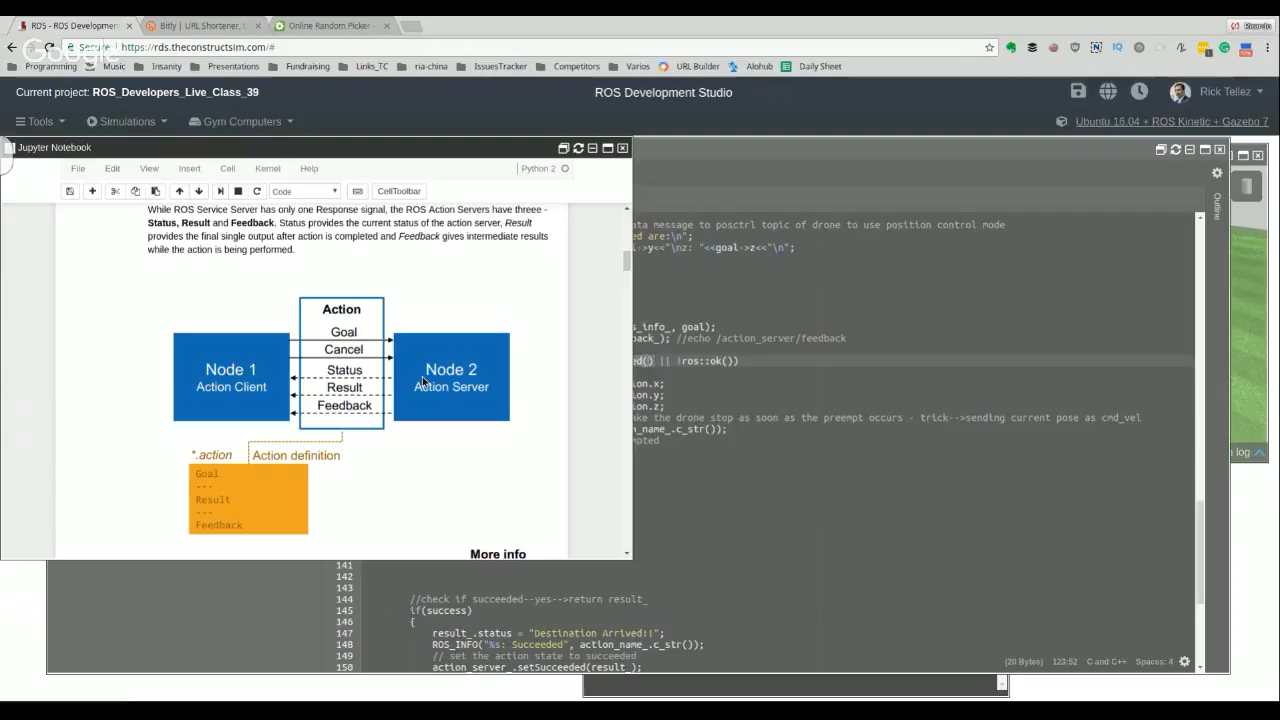 RDS - ROS Development
Bitly | URL Shortener, C
Online Random Picker -
Ricardo
Google
Secure
https://rds.theconstructsim.com/#
Programming
Music
Insanity
Presentations
Fundraising
Links_TC
ria-china
IssuesTracker
Competitors
Varios
URL Builder
Alohub
Daily Sheet
Current project: ROS_Developers_Live_Class_39
ROS Development Studio
Rick Tellez
Tools
Simulations
Gym Computers
Ubuntu 16.04 + ROS Kinetic + Gazebo 7
Jupyter Notebook
File
Edit
View
Insert
Cell
Kernel
Help
Python 2
Code
CellToolbar
While ROS Service Server has only one Response signal, the ROS Action Servers have threee -
Status, Result and Feedback. Status provides the current status of the action server, Result
provides the final single output after action is completed and Feedback gives intermediate results
while the action is being performed.
Action
Goal
Cancel
Status
Result
Feedback
Node 1
Action Client
Node 2
Action Server
*.action
Action definition
Goal
---
Result
---
Feedback
More info
Outline
ata message to posctrl topic of drone to use position control mode
ed are:\n";
l->y<<"\nz: "<<goal->z<<"\n";
s_info_, goal);
back_); //echo /action_server/feedback
ed() || !ros::ok())
ion.x;
ion.y;
ion.z;
ake the drone stop as soon as the preempt occurs - trick-->sending current pose as cmd_vel
n_name_.c_str());
mpted
n log
141
142
143
144 //check if succeeded--yes-->return result_
145 if(success)
146 {
147 result_.status = "Destination Arrived!!";
148 ROS_INFO("%s: Succeeded", action_name_.c_str());
149 // set the action state to succeeded
150 action_server_.setSucceeded(result_);
(20 Bytes) 123:52 C and C++ Spaces: 4